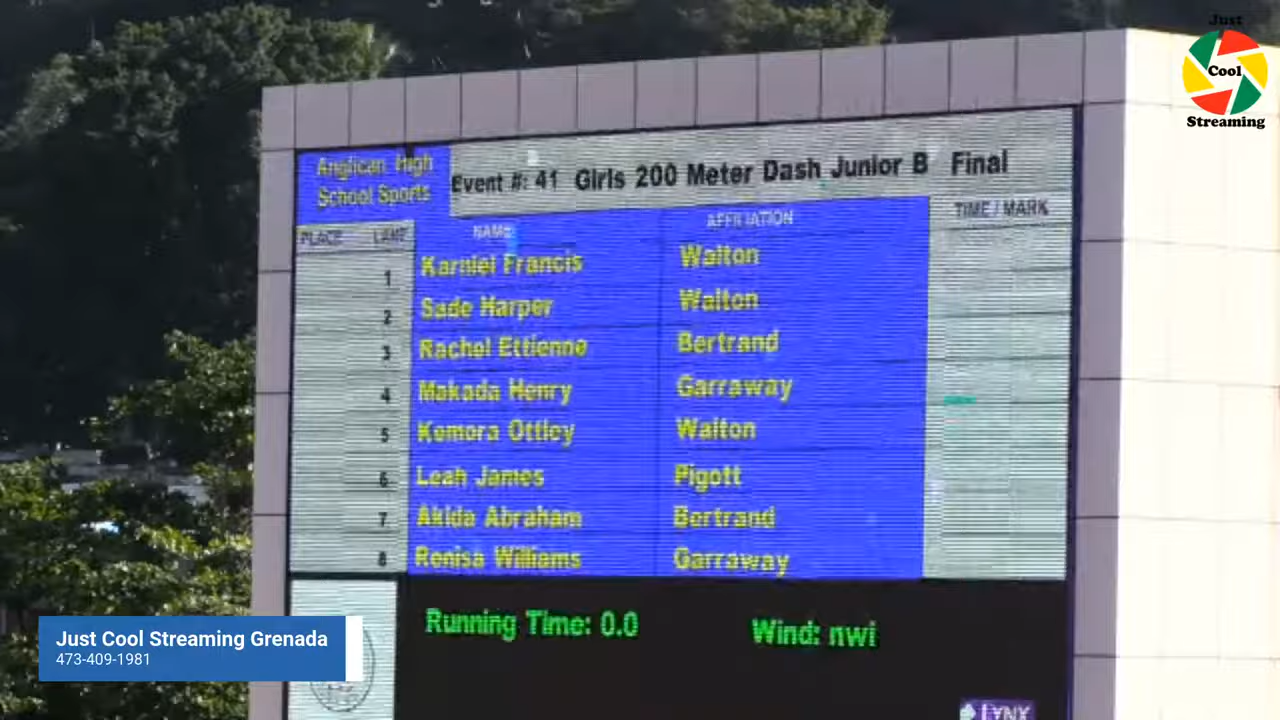 Just
Cool
Streaming
Anglican High
School Sports
Event #: 41 Girls 200 Meter Dash Junior B Final
PLACE LANE NAME AFFILIATION TIME / MARK
1 Karniel Francis Walton
2 Sade Harper Walton
3 Rachel Ettienne Bertrand
4 Makada Henry Garraway
5 Kemora Ottley Walton
6 Leah James Pigott
7 Akida Abraham Bertrand
8 Renisa Williams Garraway
Running Time: 0.0 Wind: nwi
Just Cool Streaming Grenada
473-409-1981
LYNX